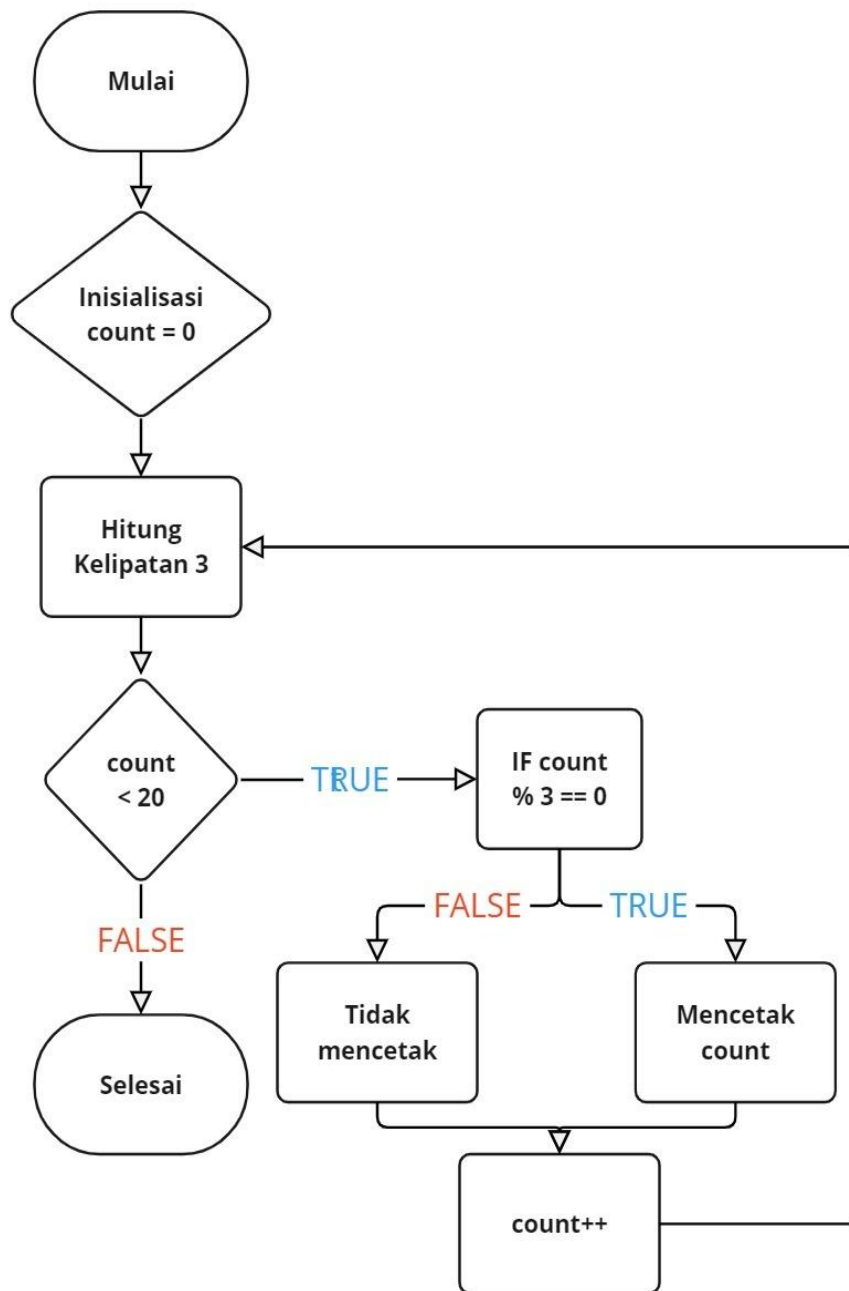 Mulai
Inisialisasi
count = 0
Hitung
Kelipatan 3
count
< 20
TRUE
IF count
% 3 == 0
FALSE
TRUE
FALSE
Tidak
mencetak
Mencetak
count
Selesai
count++